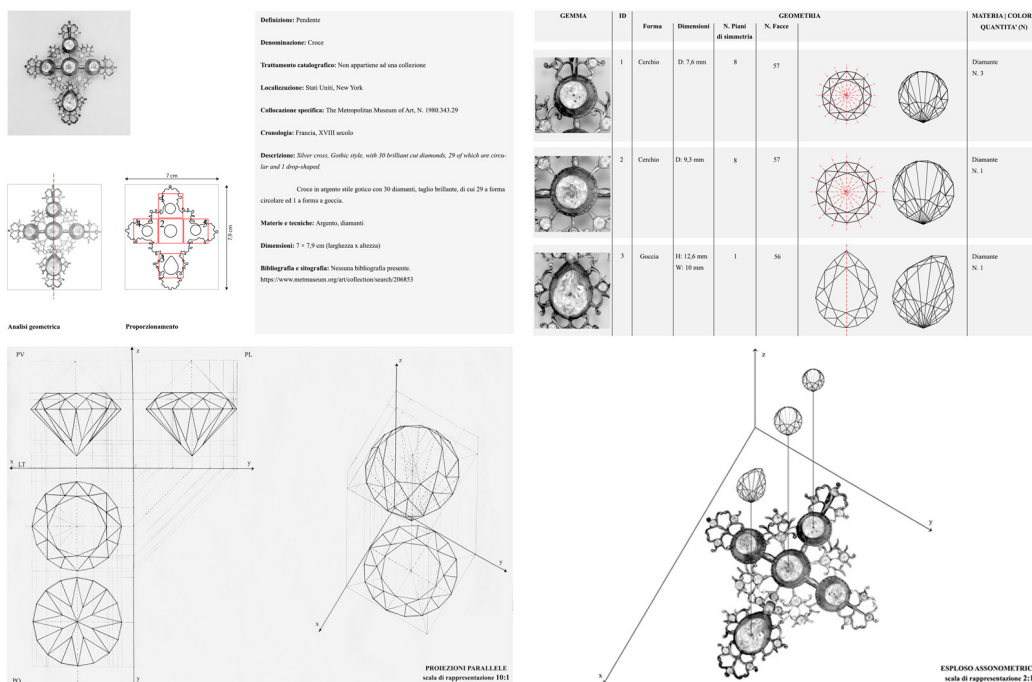 Definizione: Pendente
Denominazione: Croce
Trattamento catalografico: Non appartiene ad una collezione
Localizzazione: Stati Uniti, New York
Collocazione specifica: The Metropolitan Museum of Art, N. 1980.343.29
Cronologia: Francia, XVIII secolo
Descrizione: Silver cross, Gothic style, with 30 brilliant cut diamonds, 29 of which are circu-
lar and 1 drop-shaped.
Croce in argento stile gotico con 30 diamanti, taglio brillante, di cui 29 a forma
circolare ed 1 a forma a goccia.
Materie e tecniche: Argento, diamanti
Dimensioni: 7 × 7,9 cm (larghezza x altezza)
Bibliografia e sitografia: Nessuna bibliografia presente.
https://www.metmuseum.org/art/collection/search/206853
7 cm
7,9 cm
2
Analisi geometrica
Proporzionamento
GEMMA
ID
GEOMETRIA
MATERIA | COLOR
QUANTITA' (N)
Forma
Dimensioni
N. Piani
di simmetria
N. Facce
1
Cerchio
D: 7,6 mm
8
57
Diamante
N. 3
2
Cerchio
D: 9,3 mm
8
57
Diamante
N. 1
3
Goccia
H: 12,6 mm
W: 10 mm
1
56
Diamante
N. 1
PV
z
PL
x
LT
y
PO
y
z
y
x
PROIEZIONI PARALLELE
scala di rappresentazione 10:1
z
y
x
ESPLOSO ASSONOMETRIC
scala di rappresentazione 2:1